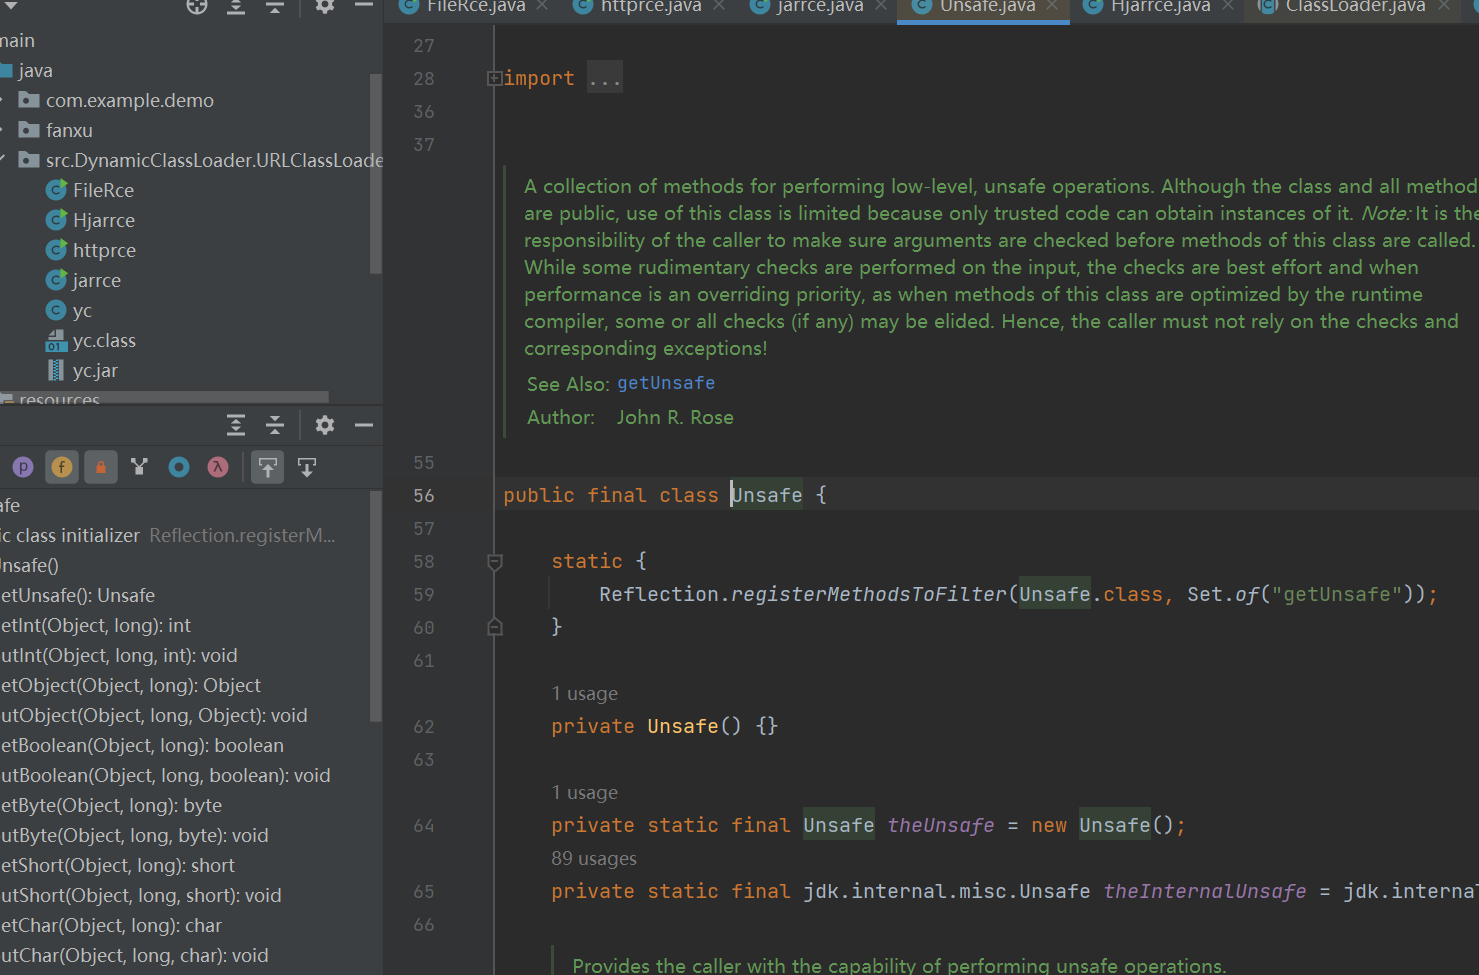 FileRce.java
httprce.java
jarrce.java
Unsafe.java
Hjarrce.java
ClassLoader.java
main
java
com.example.demo
fanxu
src.DynamicClassLoader.URLClassLoade
FileRce
Hjarrce
httprce
jarrce
yc
yc.class
yc.jar
resources
afe
ic class initializer Reflection.registerM...
Unsafe()
etUnsafe(): Unsafe
etInt(Object, long): int
utInt(Object, long, int): void
etObject(Object, long): Object
utObject(Object, long, Object): void
etBoolean(Object, long): boolean
utBoolean(Object, long, boolean): void
etByte(Object, long): byte
utByte(Object, long, byte): void
etShort(Object, long): short
utShort(Object, long, short): void
etChar(Object, long): char
utChar(Object, long, char): void
27
28 import ...
36
37
A collection of methods for performing low-level, unsafe operations. Although the class and all method
are public, use of this class is limited because only trusted code can obtain instances of it. Note: It is the
responsibility of the caller to make sure arguments are checked before methods of this class are called.
While some rudimentary checks are performed on the input, the checks are best effort and when
performance is an overriding priority, as when methods of this class are optimized by the runtime
compiler, some or all checks (if any) may be elided. Hence, the caller must not rely on the checks and
corresponding exceptions!
See Also: getUnsafe
Author: John R. Rose
55
56 public final class Unsafe {
57
58 static {
59 Reflection.registerMethodsToFilter(Unsafe.class, Set.of("getUnsafe"));
60 }
61
1 usage
62 private Unsafe() {}
63
1 usage
64 private static final Unsafe theUnsafe = new Unsafe();
89 usages
65 private static final jdk.internal.misc.Unsafe theInternalUnsafe = jdk.interna
66
Provides the caller with the capability of performing unsafe operations.